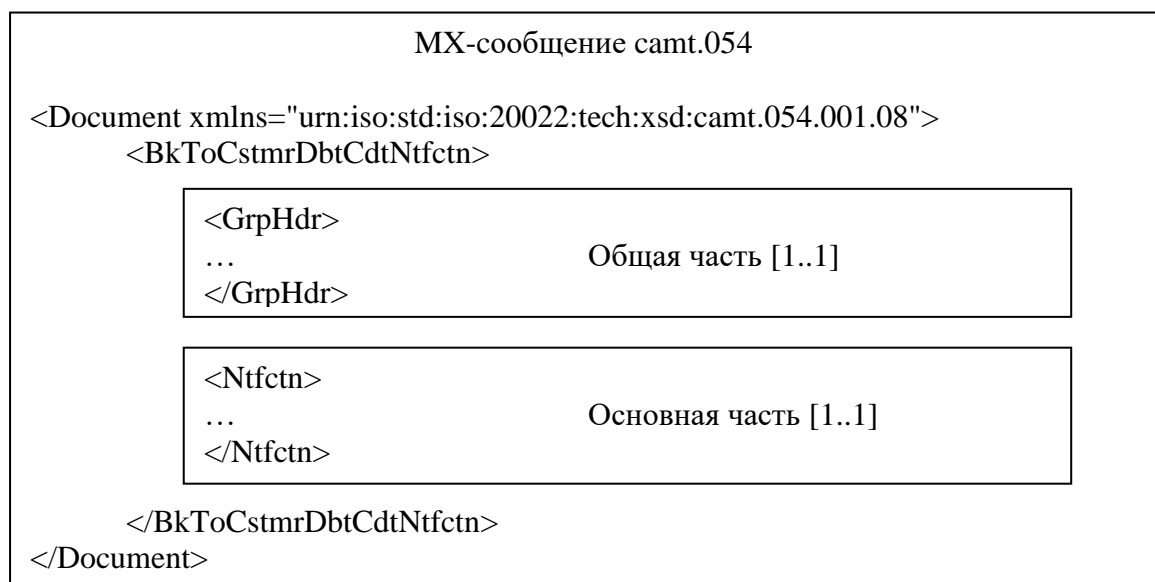 МХ-сообщение camt.054
<Document xmlns="urn:iso:std:iso:20022:tech:xsd:camt.054.001.08">
<BkToCstmrDbtCdtNtfctn>
<GrpHdr>
… Общая часть [1..1]
</GrpHdr>
<Ntfctn>
… Основная часть [1..1]
</Ntfctn>
</BkToCstmrDbtCdtNtfctn>
</Document>